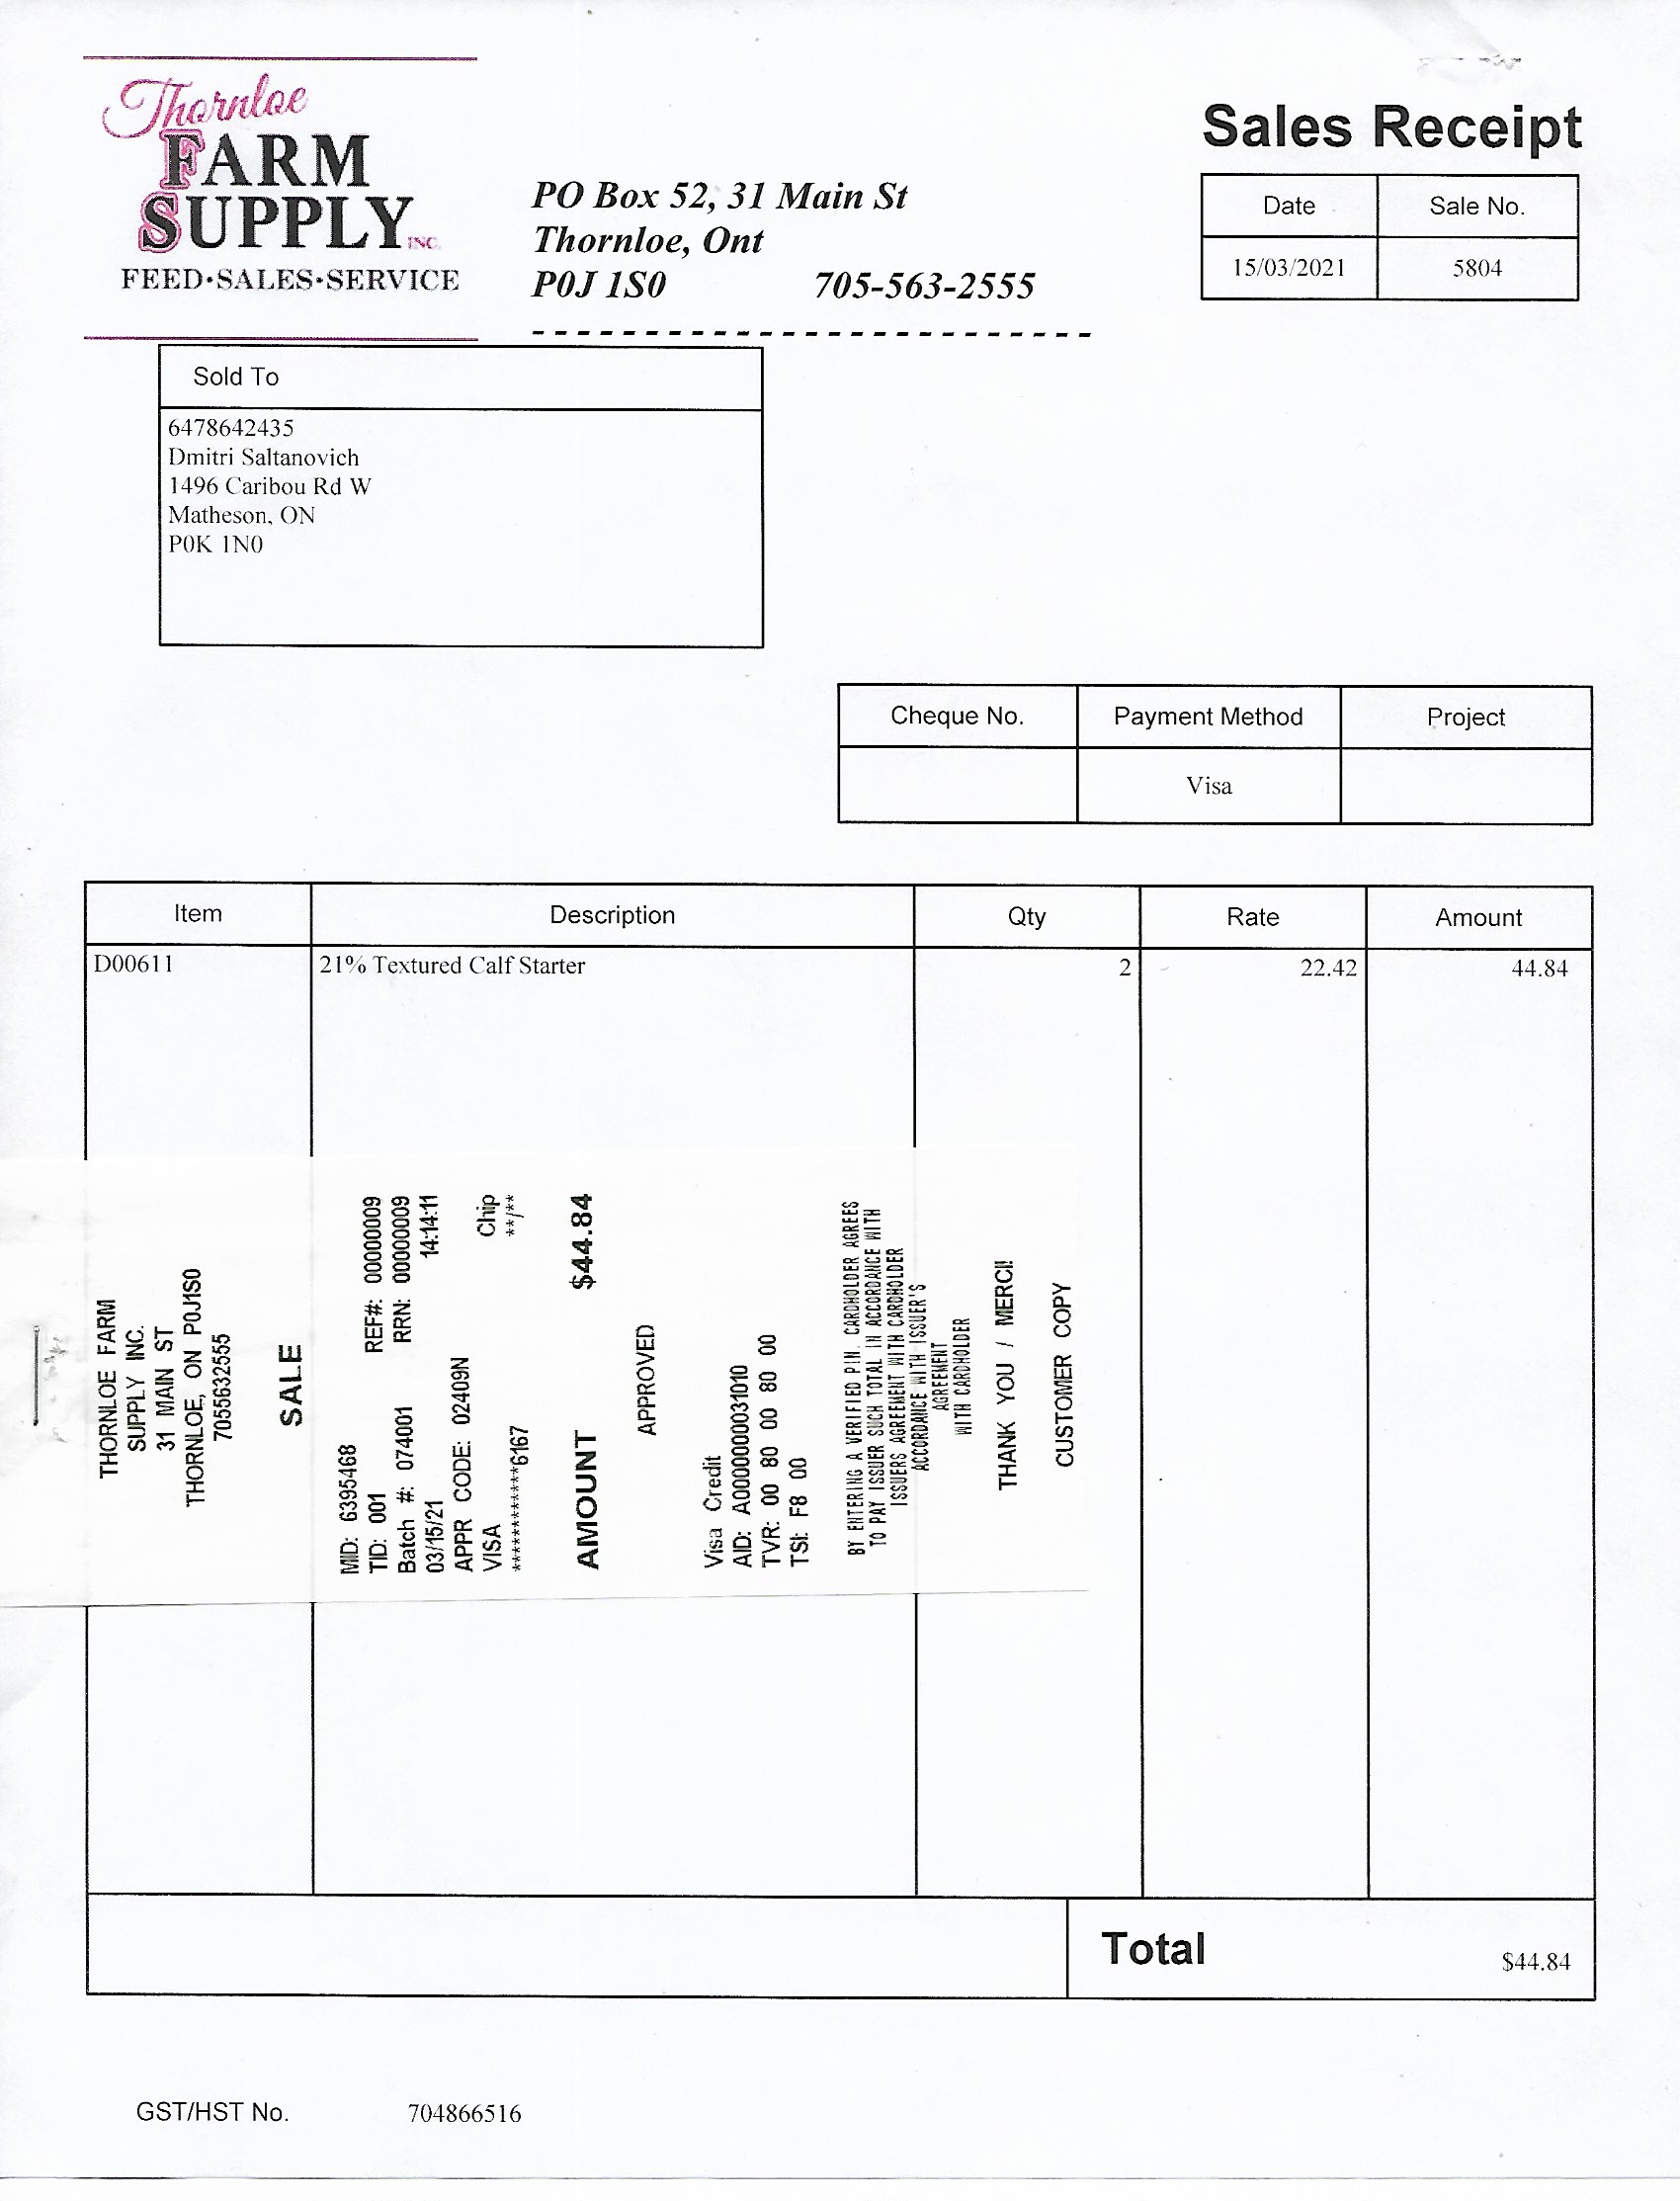 Thornloe
FARM
SUPPLY INC.
FEED•SALES•SERVICE
PO Box 52, 31 Main St
Thornloe, Ont
P0J 1S0 705-563-2555
Sales Receipt
Date Sale No.
15/03/2021 5804
Sold To
6478642435
Dmitri Saltanovich
1496 Caribou Rd W
Matheson, ON
P0K 1N0
Cheque No. Payment Method Project
Visa
Item Description Qty Rate Amount
D00611 21% Textured Calf Starter 2 22.42 44.84
THORNLOE FARM
SUPPLY INC.
31 MAIN ST
THORNLOE, ON P0J1S0
7055632555
SALE
MID: 6395468
TID: 001 REF#: 00000009
Batch #: 074001 RRN: 00000009
03/15/21 14:14:11
APPR CODE: 02409N
VISA Chip
************6167 **/**
AMOUNT $44.84
APPROVED
Visa Credit
AID: A0000000031010
TVR: 00 80 00 80 00
TSI: F8 00
BY ENTERING A VERIFIED PIN, CARDHOLDER AGREES
TO PAY ISSUER SUCH TOTAL IN ACCORDANCE WITH
ISSUERS AGREEMENT WITH CARDHOLDER
ACCORDANCE WITH ISSUER'S
AGREEMENT
WITH CARDHOLDER
THANK YOU / MERCI!
CUSTOMER COPY
Total $44.84
GST/HST No. 704866516